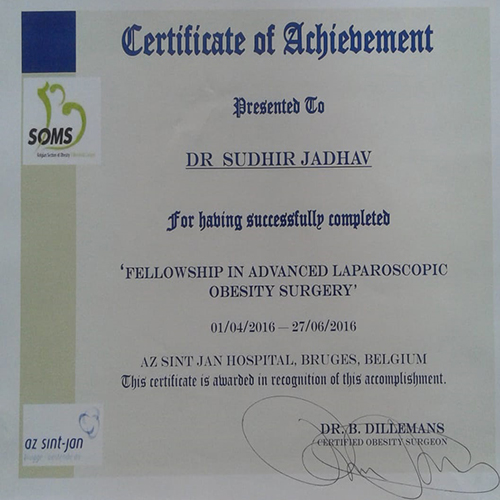 Certificate of Achievement
Presented To
SOMS
DR SUDHIR JADHAV
For having successfully completed
‘FELLOWSHIP IN ADVANCED LAPAROSCOPIC
OBESITY SURGERY’
01/04/2016 – 27/06/2016
AZ SINT JAN HOSPITAL, BRUGES, BELGIUM
This certificate is awarded in recognition of this accomplishment.
az sint-jan
DR. B. DILLEMANS
CERTIFIED OBESITY SURGEON